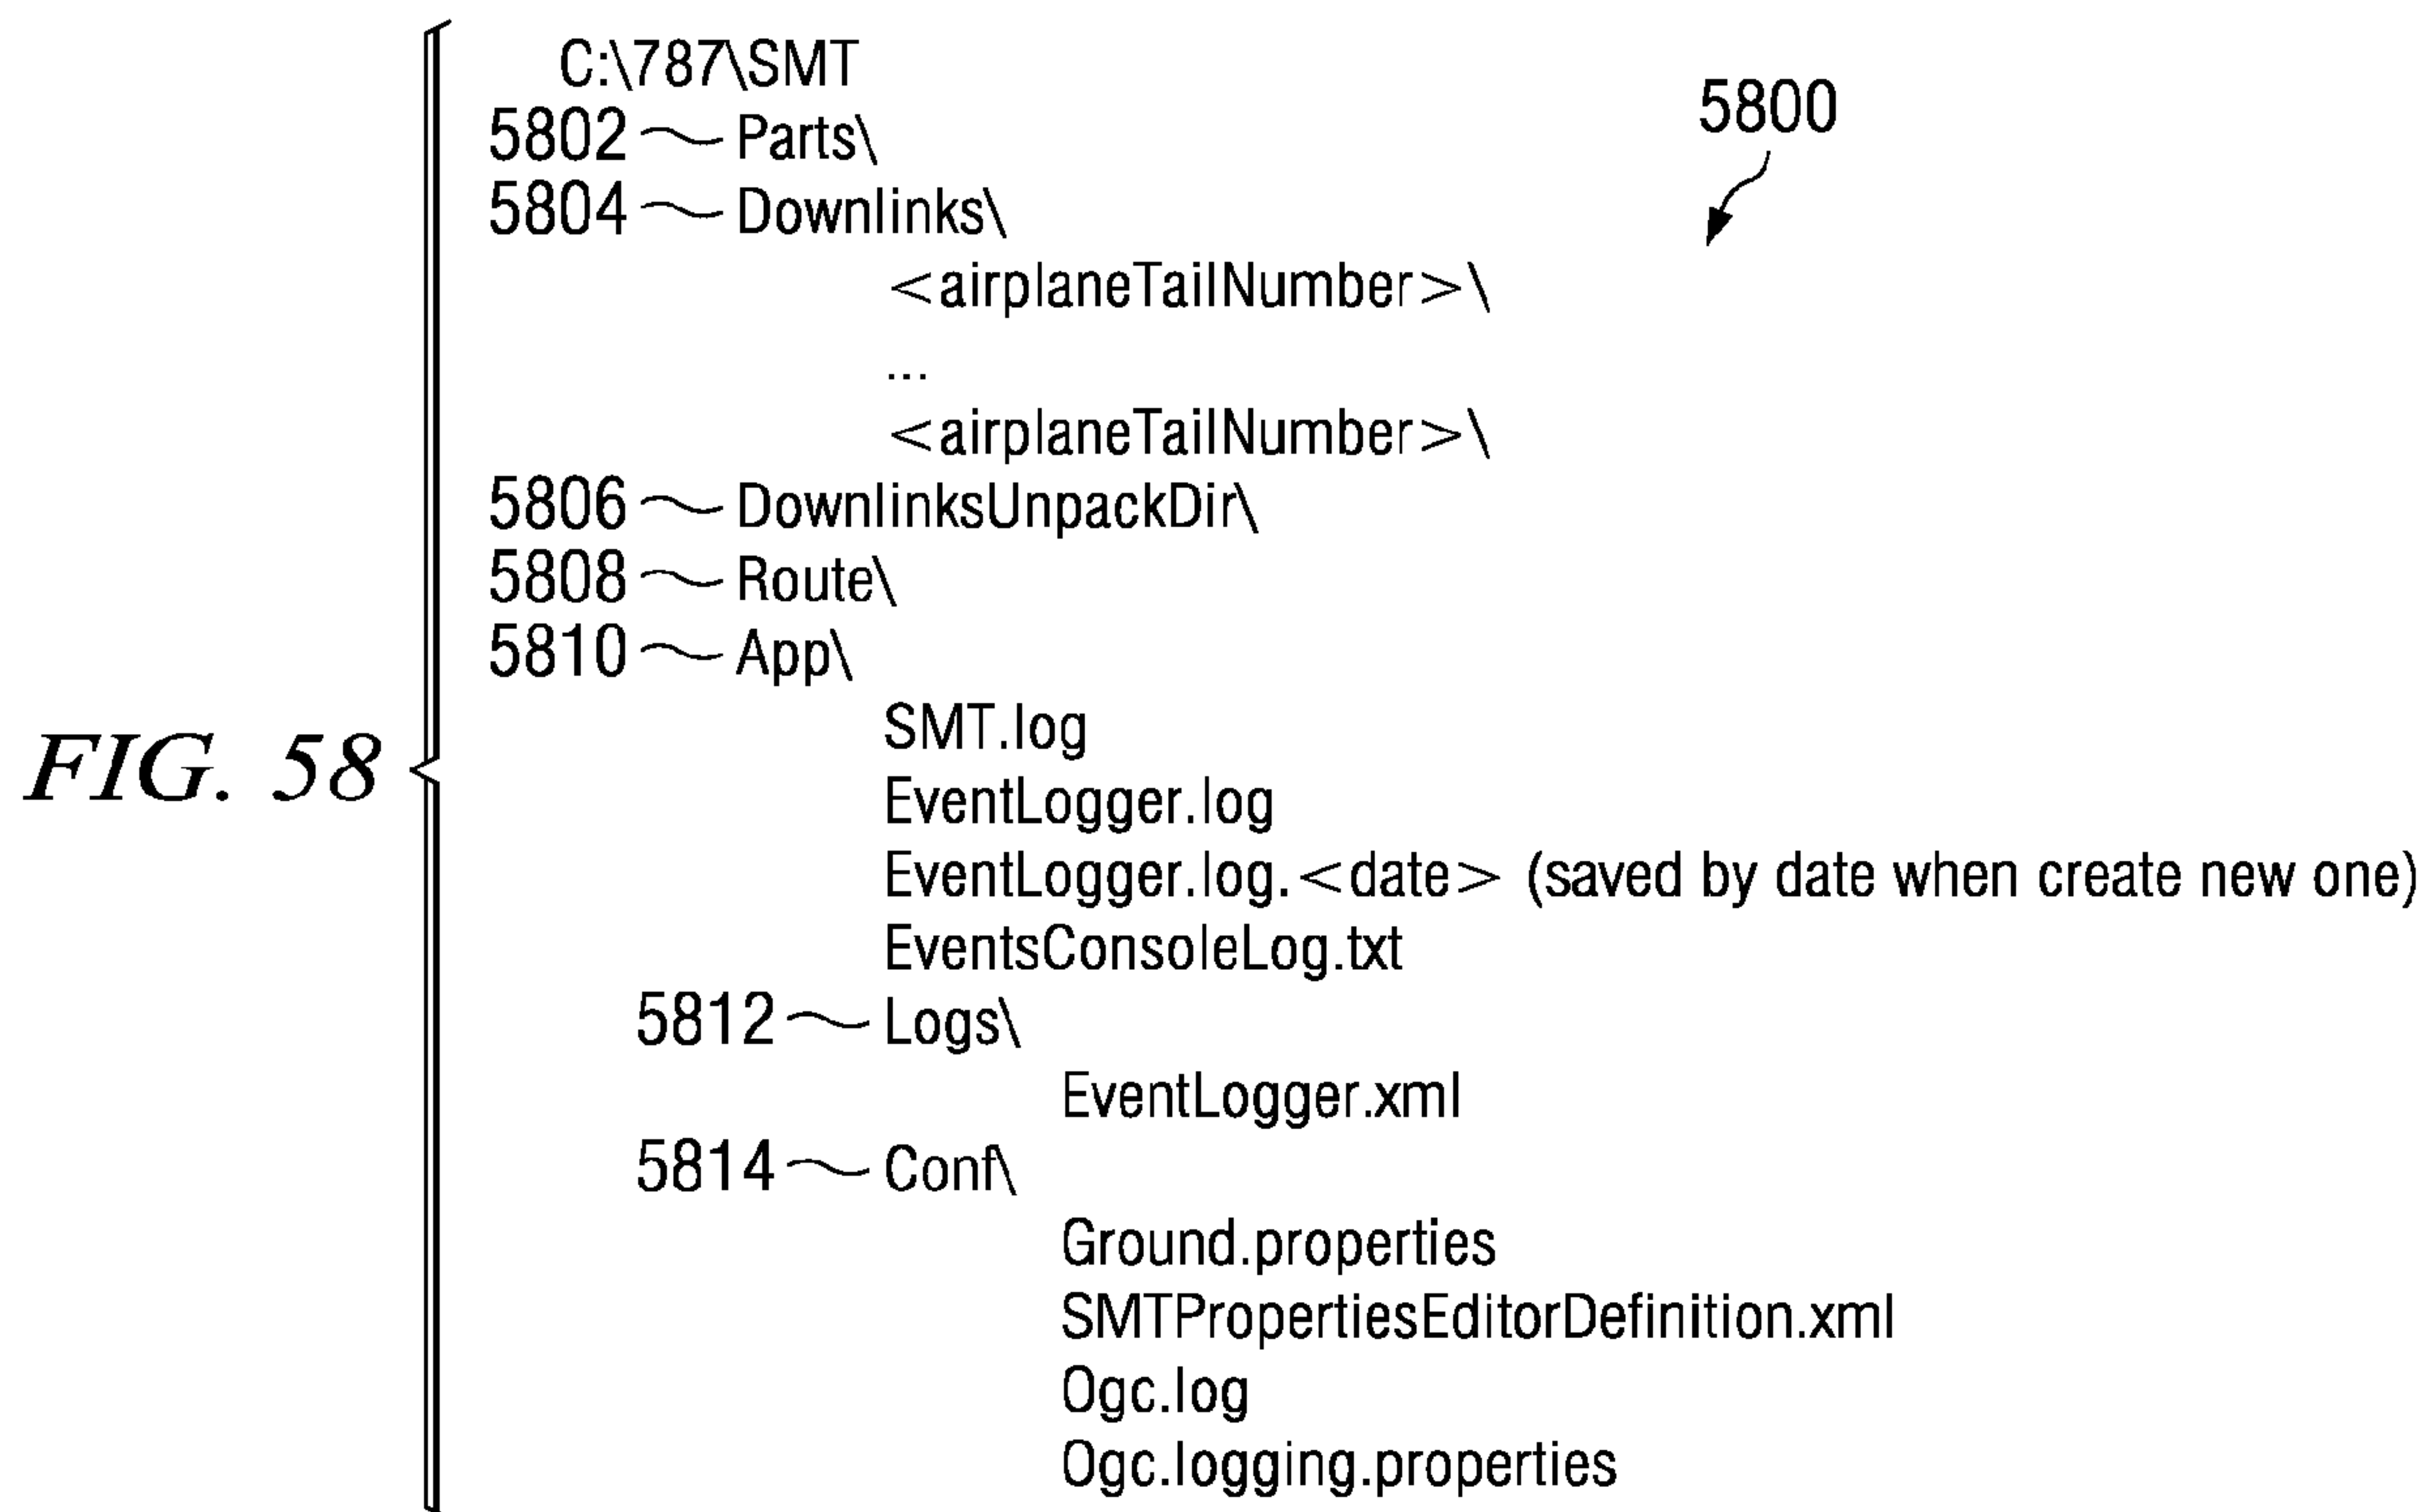 C:\787\SMT
5800
5802 Parts\
5804 Downlinks\
<airplaneTailNumber>\
...
<airplaneTailNumber>\
5806 DownlinksUnpackDir\
5808 Route\
5810 App\
SMT.log
FIG. 58
EventLogger.log
EventLogger.log.<date> (saved by date when create new one)
EventsConsoleLog.txt
5812 Logs\
EventLogger.xml
5814 Conf\
Ground.properties
SMTPropertiesEditorDefinition.xml
Ogc.log
Ogc.logging.properties